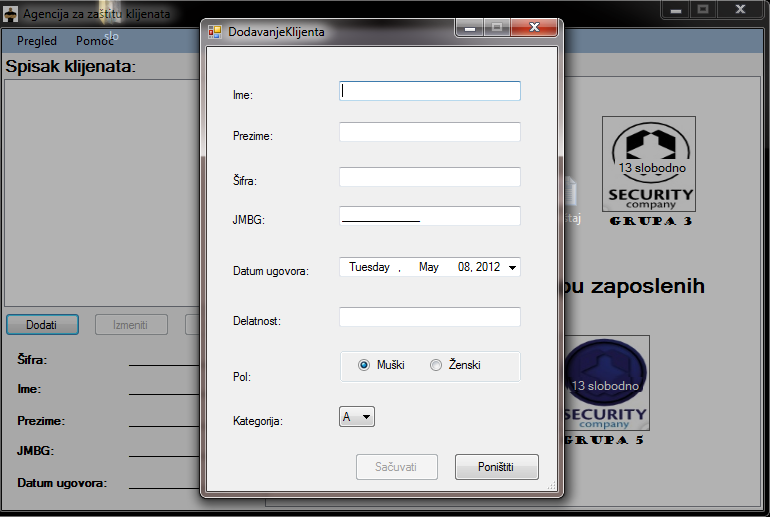 Agencija za zaštitu klijenata
slo
Pregled Pomoć
Spisak klijenata:
Dodati
Izmeniti
Šifra:
Ime:
Prezime:
JMBG:
Datum ugovora:
DodavanjeKlijenta
Ime:
Prezime:
Šifra:
JMBG:
Datum ugovora:
Tuesday , May 08, 2012
Delatnost:
Pol:
Muški
Ženski
Kategorija:
A
Sačuvati
Poništiti
13 slobodno
SECURITY
company
GRUPA 3
taj
zaposlenih
13 slobodno
SECURITY
company
GRUPA 5